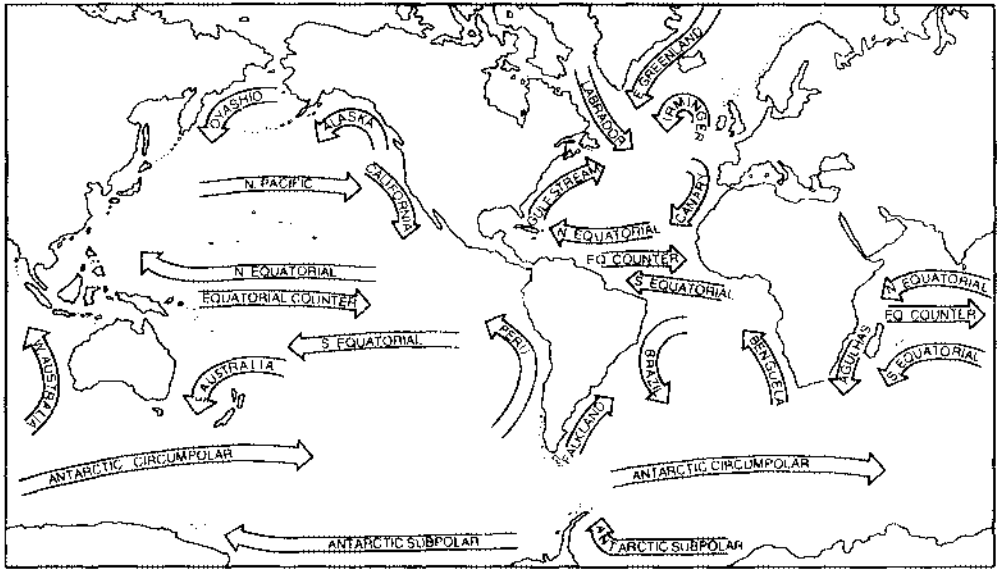 E GREENLAND
OYASHIO
ALASKA
LABRADOR
IRMINGER
N. PACIFIC
CALIFORNIA
GULF STREAM
CANARY
N EQUATORIAL
EQ COUNTER
N EQUATORIAL
S EQUATORIAL
N EQUATORIAL
EQUATORIAL COUNTER
EQ COUNTER
S EQUATORIAL
PERU
BRAZIL
BENGUELA
AGULHAS
S EQUATORIAL
W AUSTRALIA
E AUSTRALIA
FALKLAND
ANTARCTIC CIRCUMPOLAR
ANTARCTIC CIRCUMPOLAR
ANTARCTIC SUBPOLAR
ANTARCTIC SUBPOLAR